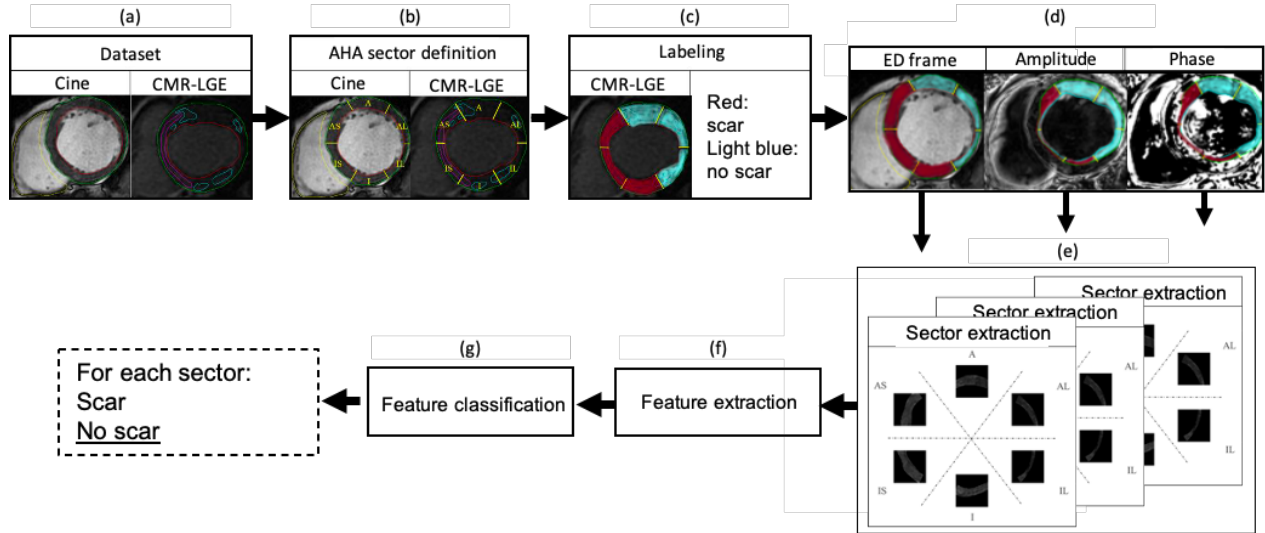 (a)
Dataset
Cine CMR-LGE
(b)
AHA sector definition
Cine CMR-LGE
A
AS
AL
IS
IL
I
A
AS
AL
IS
IL
I
(c)
Labeling
CMR-LGE
Red:
scar
Light blue:
no scar
(d)
ED frame Amplitude Phase
(e)
Sector extraction
AL
IL
Sector extraction
AL
IL
Sector extraction
A
AS
AL
IS
IL
I
(f)
Feature extraction
(g)
Feature classification
For each sector:
Scar
No scar